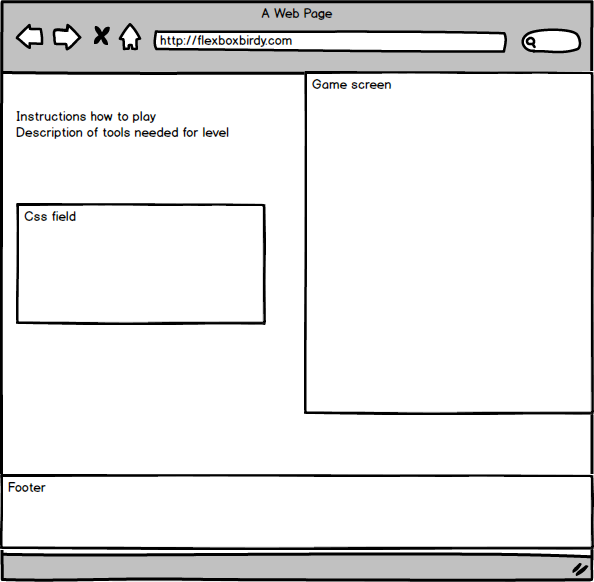 A Web Page
http://flexboxbirdy.com
Game screen
Instructions how to play
Description of tools needed for level
Css field
Footer